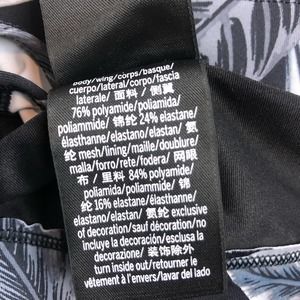 body/wing/corps/basque/
cuerpo/lateral/corpo/fascia
laterale/ 面料 / 侧翼
76% polyamide/poliamida/
poliammide/ 锦纶 24% elastane/
élasthanne/elastano/elastan/ 氨
纶 mesh/lining/maille/doublure/
malla/forro/rete/fodera/ 网眼
布 / 里料 84% polyamide/
poliamida/poliammide/ 锦
纶 16% elastane/élasthanne/
elastano/elastan/ 氨纶 exclusive
of decoration/sauf décoration/no
incluye la decoración/esclusa la
decorazione/ 装饰除外
turn inside out/retourner le
vêtement à l'envers/lavar del lado